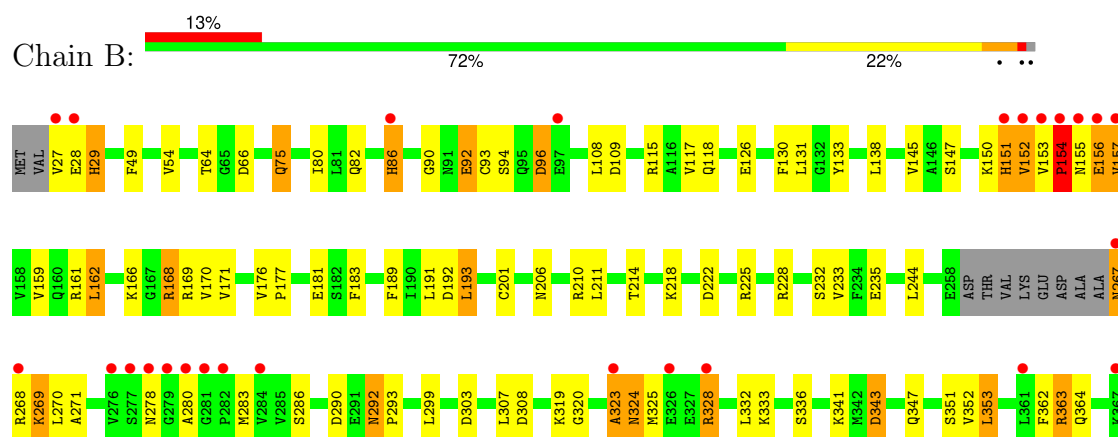 13%
Chain B:
72% 22% • ••
MET VAL V27 E28 H29 F49 V54 T64 G65 D66 Q75 I80 L81 Q82 H86 G90 N91 E92 C93 S94 Q95 D96 E97 L108 D109 R115 A116 V117 Q118 E126 F130 L131 G132 Y133 L138 V145 A146 S147 K150 H151 V152 V153 P154 N155 E156 V157
V158 V159 Q160 R161 L162 K166 G167 R168 R169 V170 V171 V176 P177 E181 S182 F183 F189 I190 L191 D192 L193 C201 N206 R210 L211 T214 K218 D222 R225 R228 S232 V233 F234 E235 L244 E258 ASP THR VAL LYS GLU ASP ALA ALA N267
R268 K269 L270 A271 V276 S277 N278 G279 A280 G281 P282 M283 V284 V285 S286 D290 E291 N292 P293 L299 D303 L307 D308 K319 G320 A323 N324 M325 E326 E327 R328 L332 K333 S336 K341 M342 D343 Q347 S351 V352 L353 L361 F362 R363 Q364